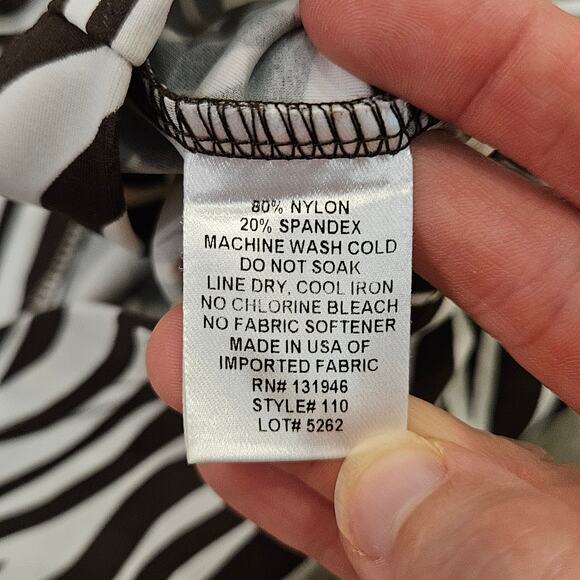 80% NYLON
20% SPANDEX
MACHINE WASH COLD
DO NOT SOAK
LINE DRY, COOL IRON
NO CHLORINE BLEACH
NO FABRIC SOFTENER
MADE IN USA OF
IMPORTED FABRIC
RN# 131946
STYLE# 110
LOT# 5262